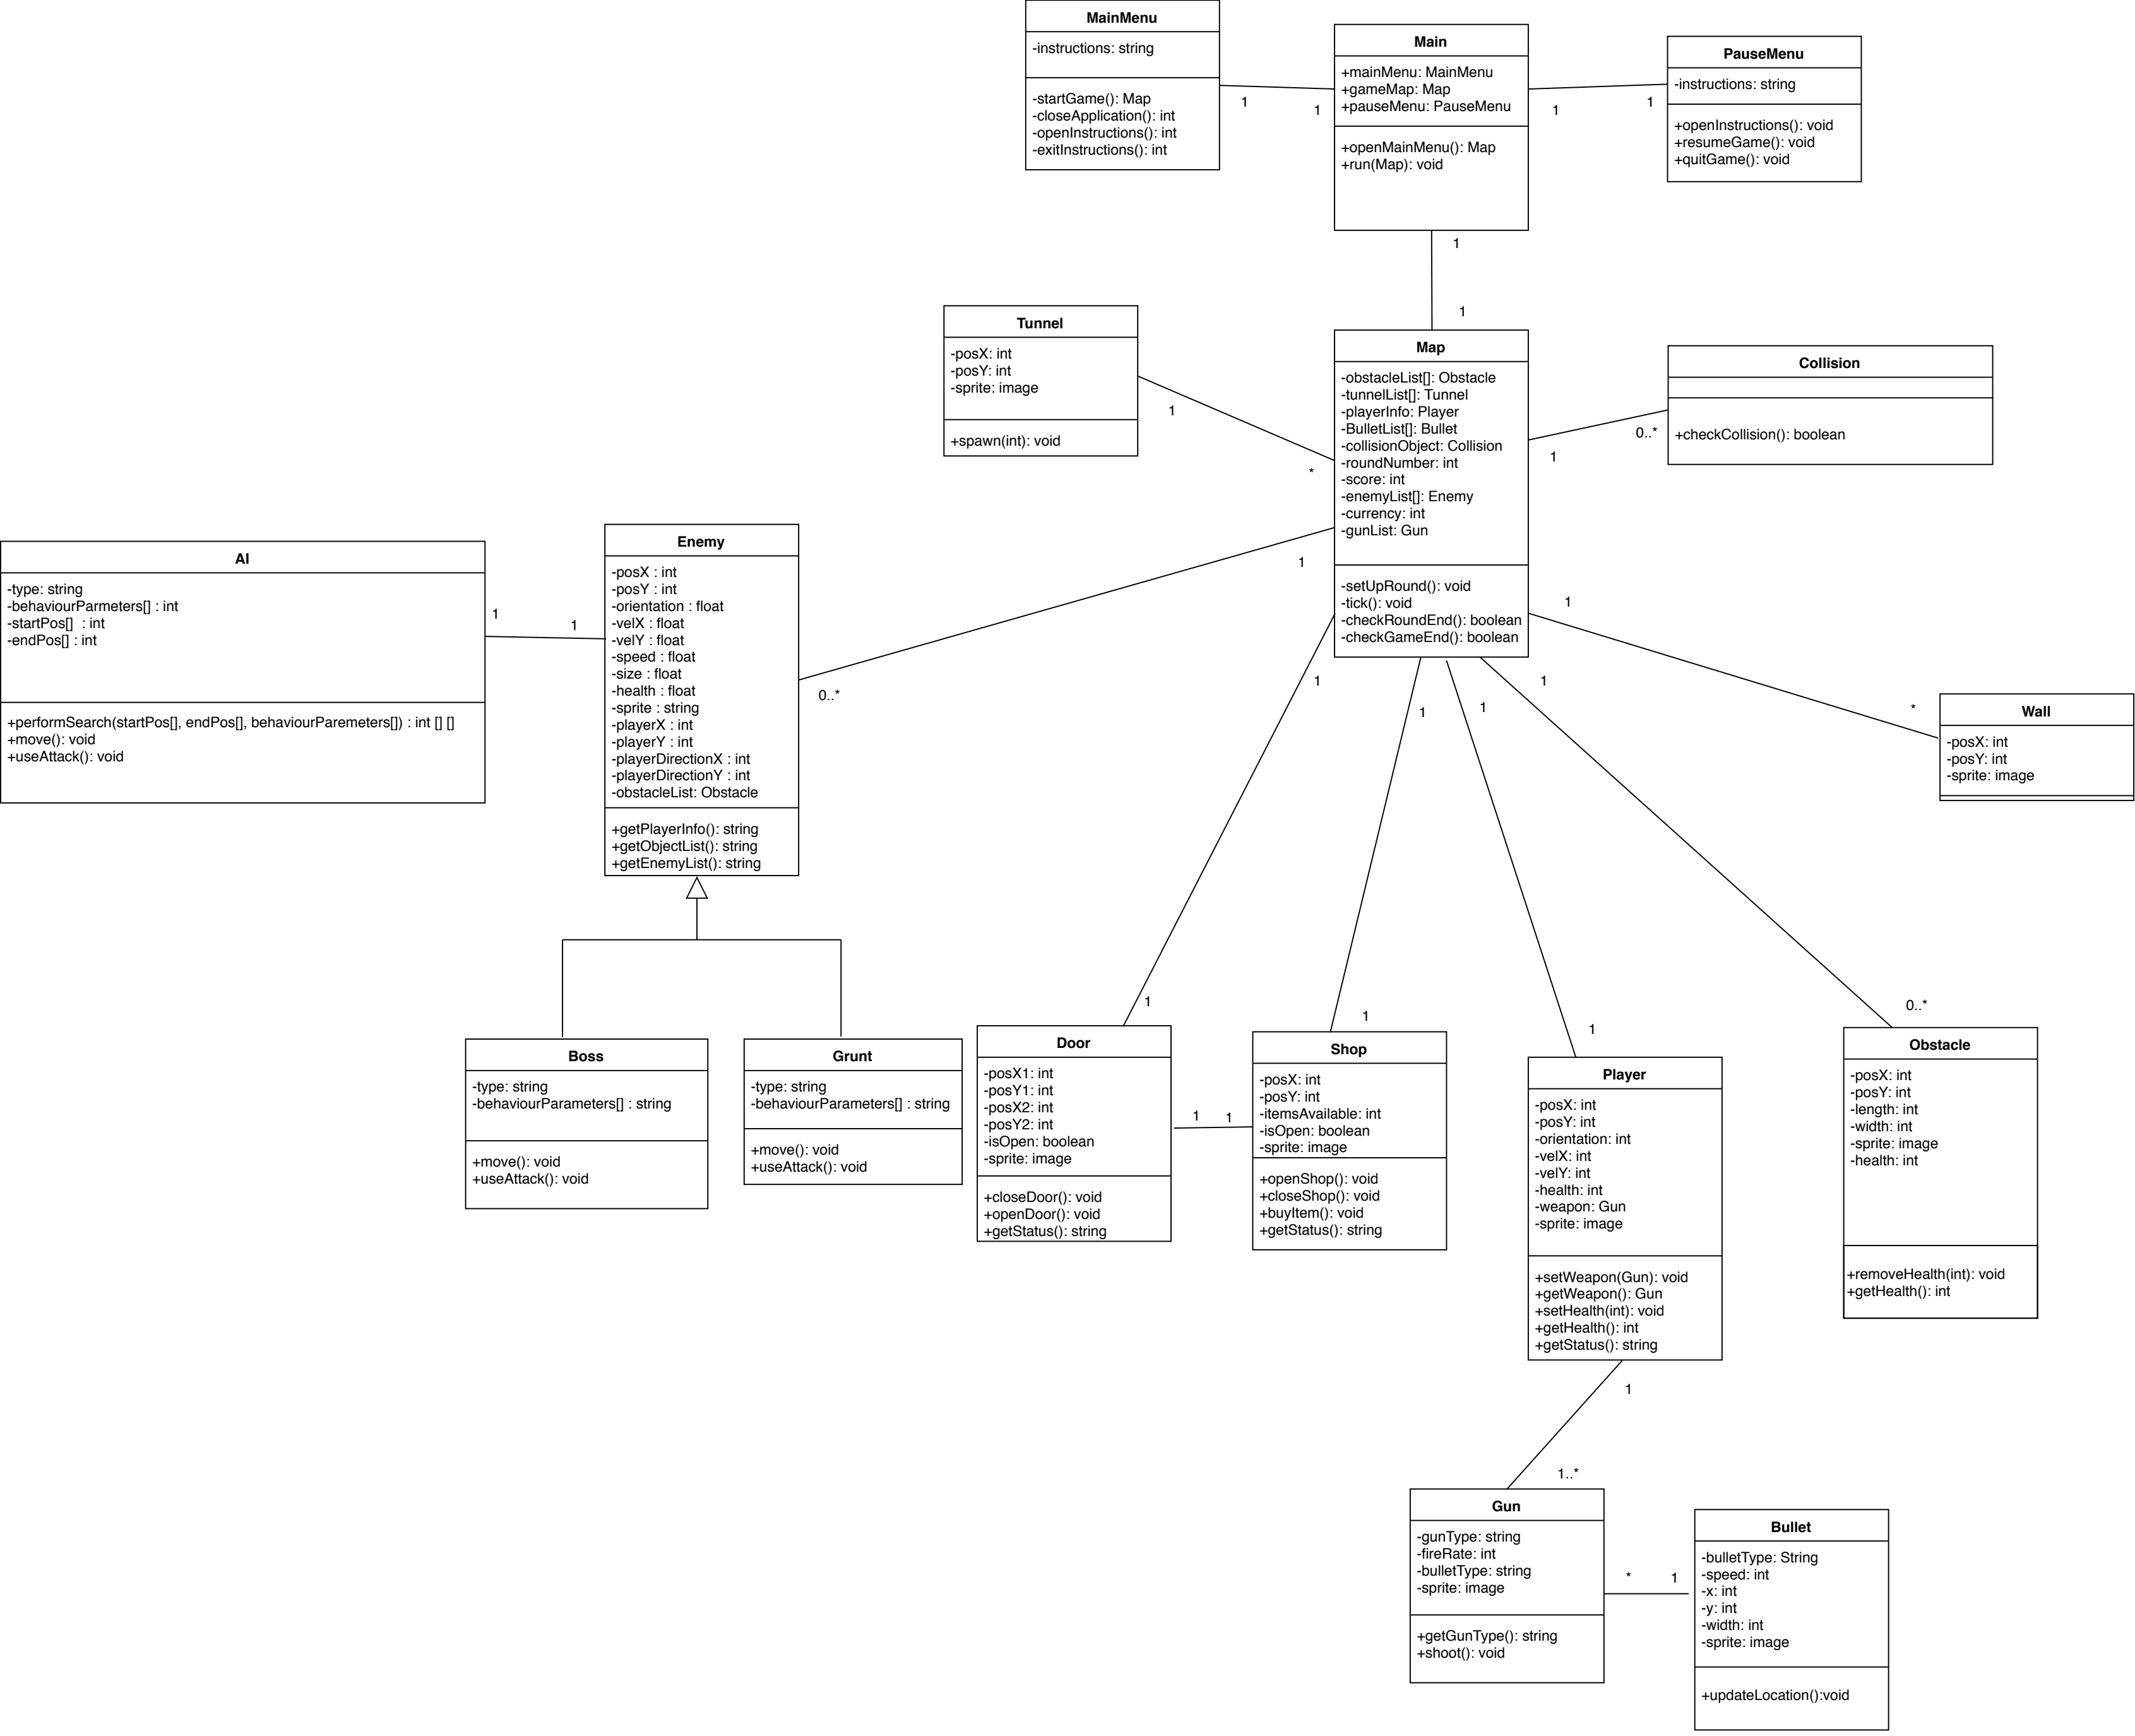 MainMenu
-instructions: string
-startGame(): Map
-closeApplication(): int
-openInstructions(): int
-exitInstructions(): int
1
1
Main
+mainMenu: MainMenu
+gameMap: Map
+pauseMenu: PauseMenu
+openMainMenu(): Map
+run(Map): void
1
1
PauseMenu
-instructions: string
+openInstructions(): void
+resumeGame(): void
+quitGame(): void
1
1
Tunnel
-posX: int
-posY: int
-sprite: image
+spawn(int): void
1
*
Map
-obstacleList[]: Obstacle
-tunnelList[]: Tunnel
-playerInfo: Player
-BulletList[]: Bullet
-collisionObject: Collision
-roundNumber: int
-score: int
-enemyList[]: Enemy
-currency: int
-gunList: Gun
-setUpRound(): void
-tick(): void
-checkRoundEnd(): boolean
-checkGameEnd(): boolean
Collision
+checkCollision(): boolean
0..*
1
AI
-type: string
-behaviourParmeters[] : int
-startPos[]  : int
-endPos[] : int
+performSearch(startPos[], endPos[], behaviourParemeters[]) : int [] []
+move(): void
+useAttack(): void
1
1
Enemy
-posX : int
-posY : int
-orientation : float
-velX : float
-velY : float
-speed : float
-size : float
-health : float
-sprite : string
-playerX : int
-playerY : int
-playerDirectionX : int
-playerDirectionY : int
-obstacleList: Obstacle
+getPlayerInfo(): string
+getObjectList(): string
+getEnemyList(): string
1
0..*
1
*
Wall
-posX: int
-posY: int
-sprite: image
1
1
1
1
Boss
-type: string
-behaviourParameters[] : string
+move(): void
+useAttack(): void
Grunt
-type: string
-behaviourParameters[] : string
+move(): void
+useAttack(): void
1
Door
-posX1: int
-posY1: int
-posX2: int
-posY2: int
-isOpen: boolean
-sprite: image
+closeDoor(): void
+openDoor(): void
+getStatus(): string
1
1
1
Shop
-posX: int
-posY: int
-itemsAvailable: int
-isOpen: boolean
-sprite: image
+openShop(): void
+closeShop(): void
+buyItem(): void
+getStatus(): string
1
Player
-posX: int
-posY: int
-orientation: int
-velX: int
-velY: int
-health: int
-weapon: Gun
-sprite: image
+setWeapon(Gun): void
+getWeapon(): Gun
+setHealth(int): void
+getHealth(): int
+getStatus(): string
0..*
Obstacle
-posX: int
-posY: int
-length: int
-width: int
-sprite: image
-health: int
+removeHealth(int): void
+getHealth(): int
1
1..*
Gun
-gunType: string
-fireRate: int
-bulletType: string
-sprite: image
+getGunType(): string
+shoot(): void
*
1
Bullet
-bulletType: String
-speed: int
-x: int
-y: int
-width: int
-sprite: image
+updateLocation():void